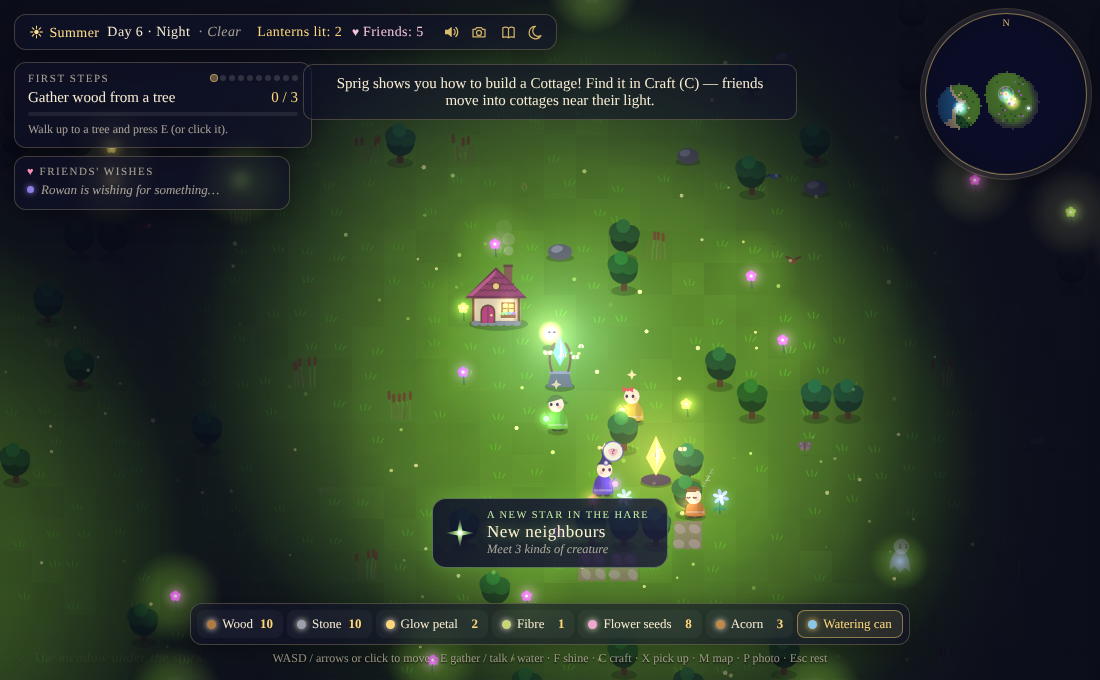 Summer Day 6 · Night · Clear Lanterns lit: 2 ♥ Friends: 5
N
FIRST STEPS
Gather wood from a tree 0 / 3
Walk up to a tree and press E (or click it).
Sprig shows you how to build a Cottage! Find it in Craft (C) — friends
move into cottages near their light.
♥ FRIENDS' WISHES
Rowan is wishing for something…
A NEW STAR IN THE HARE
New neighbours
Meet 3 kinds of creature
Wood 10 Stone 10 Glow petal 2 Fibre 1 Flower seeds 8 Acorn 3 Watering can
The meadow under the
WASD / arrows or click to move · E gather / talk / water · F shine · C craft · X pick up · M map · P photo · Esc rest